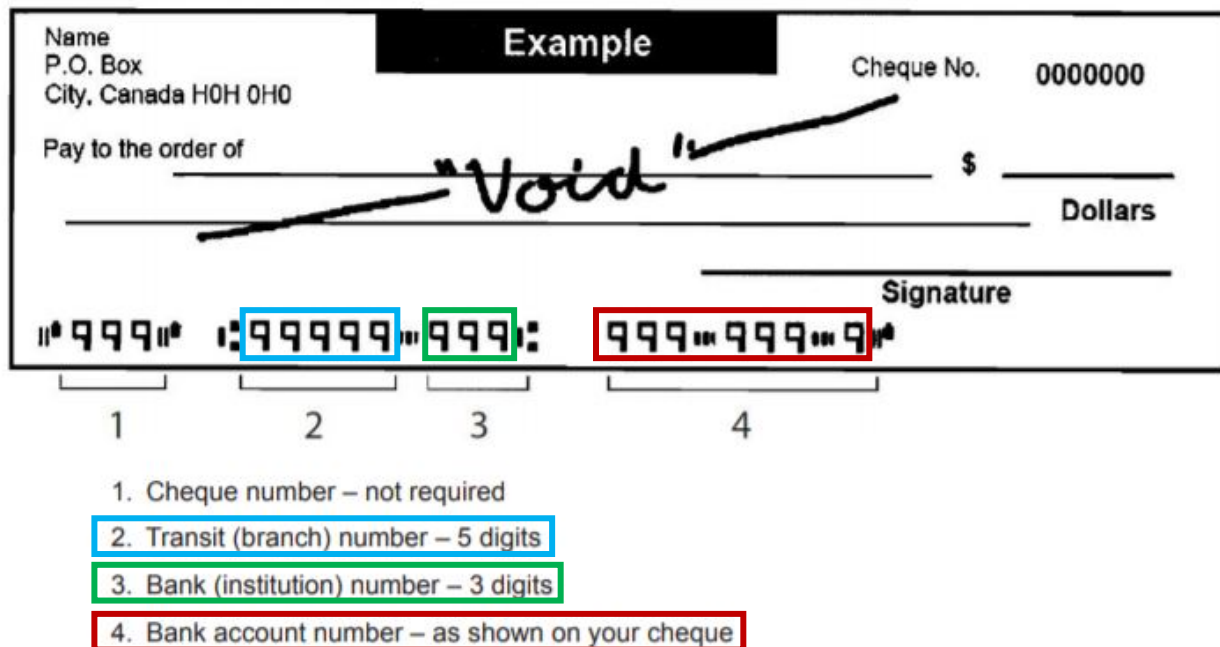 Example
Name
P.O. Box
City, Canada H0H 0H0
Cheque No. 0000000
Pay to the order of
"Void"
$
Dollars
Signature
⑈999⑈ ⑆99999⑉999⑆ 999⑉999⑉9⑈
1 2 3 4
1. Cheque number – not required
2. Transit (branch) number – 5 digits
3. Bank (institution) number – 3 digits
4. Bank account number – as shown on your cheque